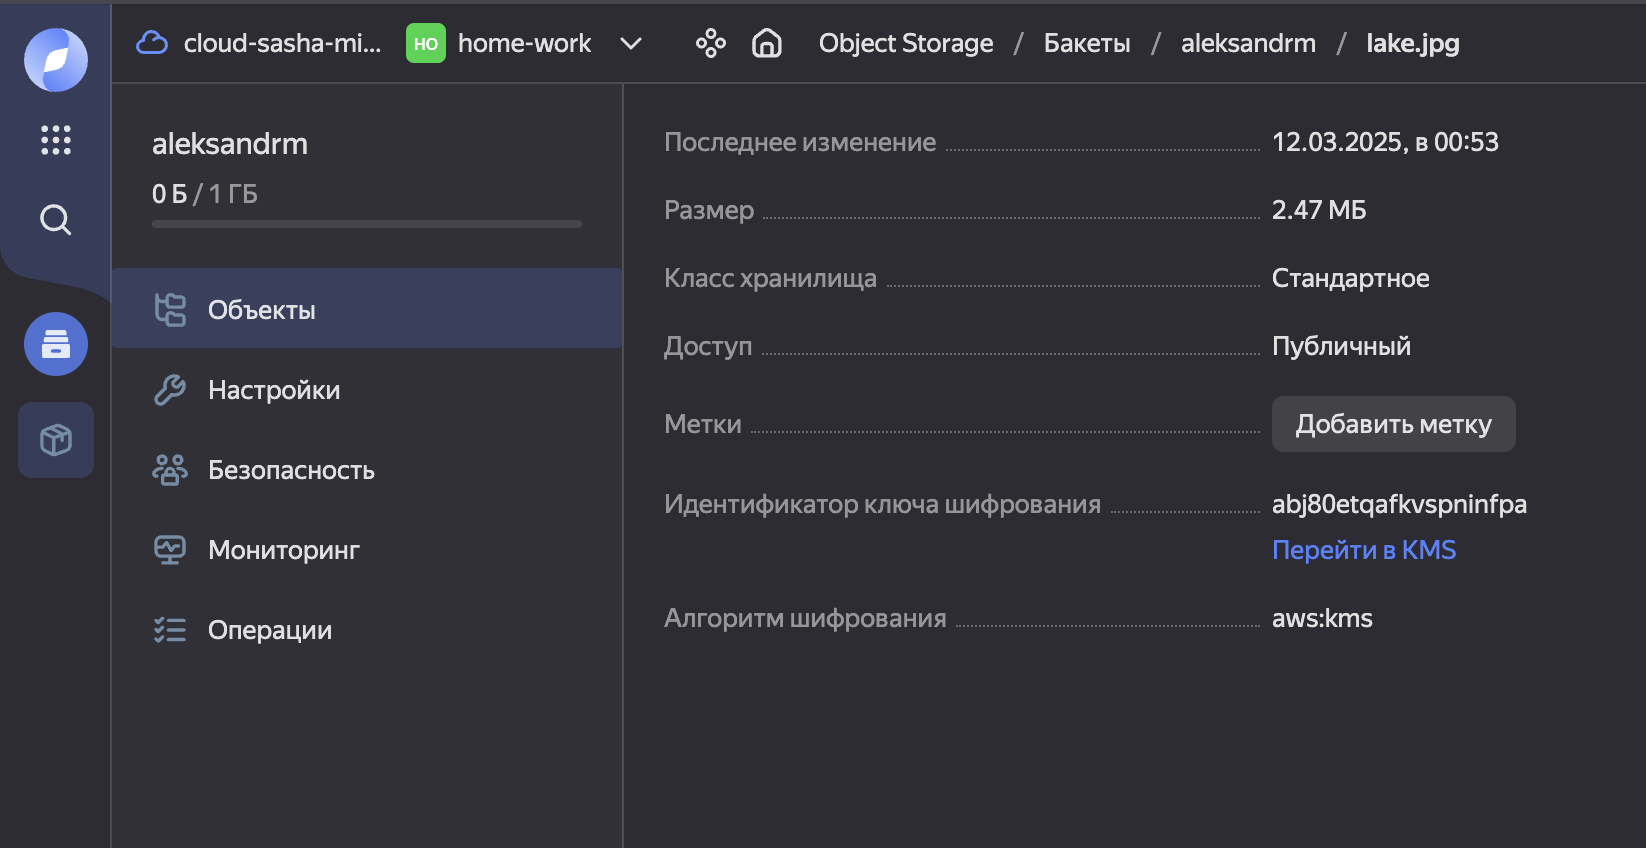 cloud-sasha-mi... HO home-work Object Storage / Бакеты / aleksandrm / lake.jpg
aleksandrm
0 Б / 1 ГБ
Объекты
Настройки
Безопасность
Мониторинг
Операции
Последнее изменение 12.03.2025, в 00:53
Размер 2.47 МБ
Класс хранилища Стандартное
Доступ Публичный
Метки Добавить метку
Идентификатор ключа шифрования abj80etqafkvspninfpa
Перейти в KMS
Алгоритм шифрования aws:kms